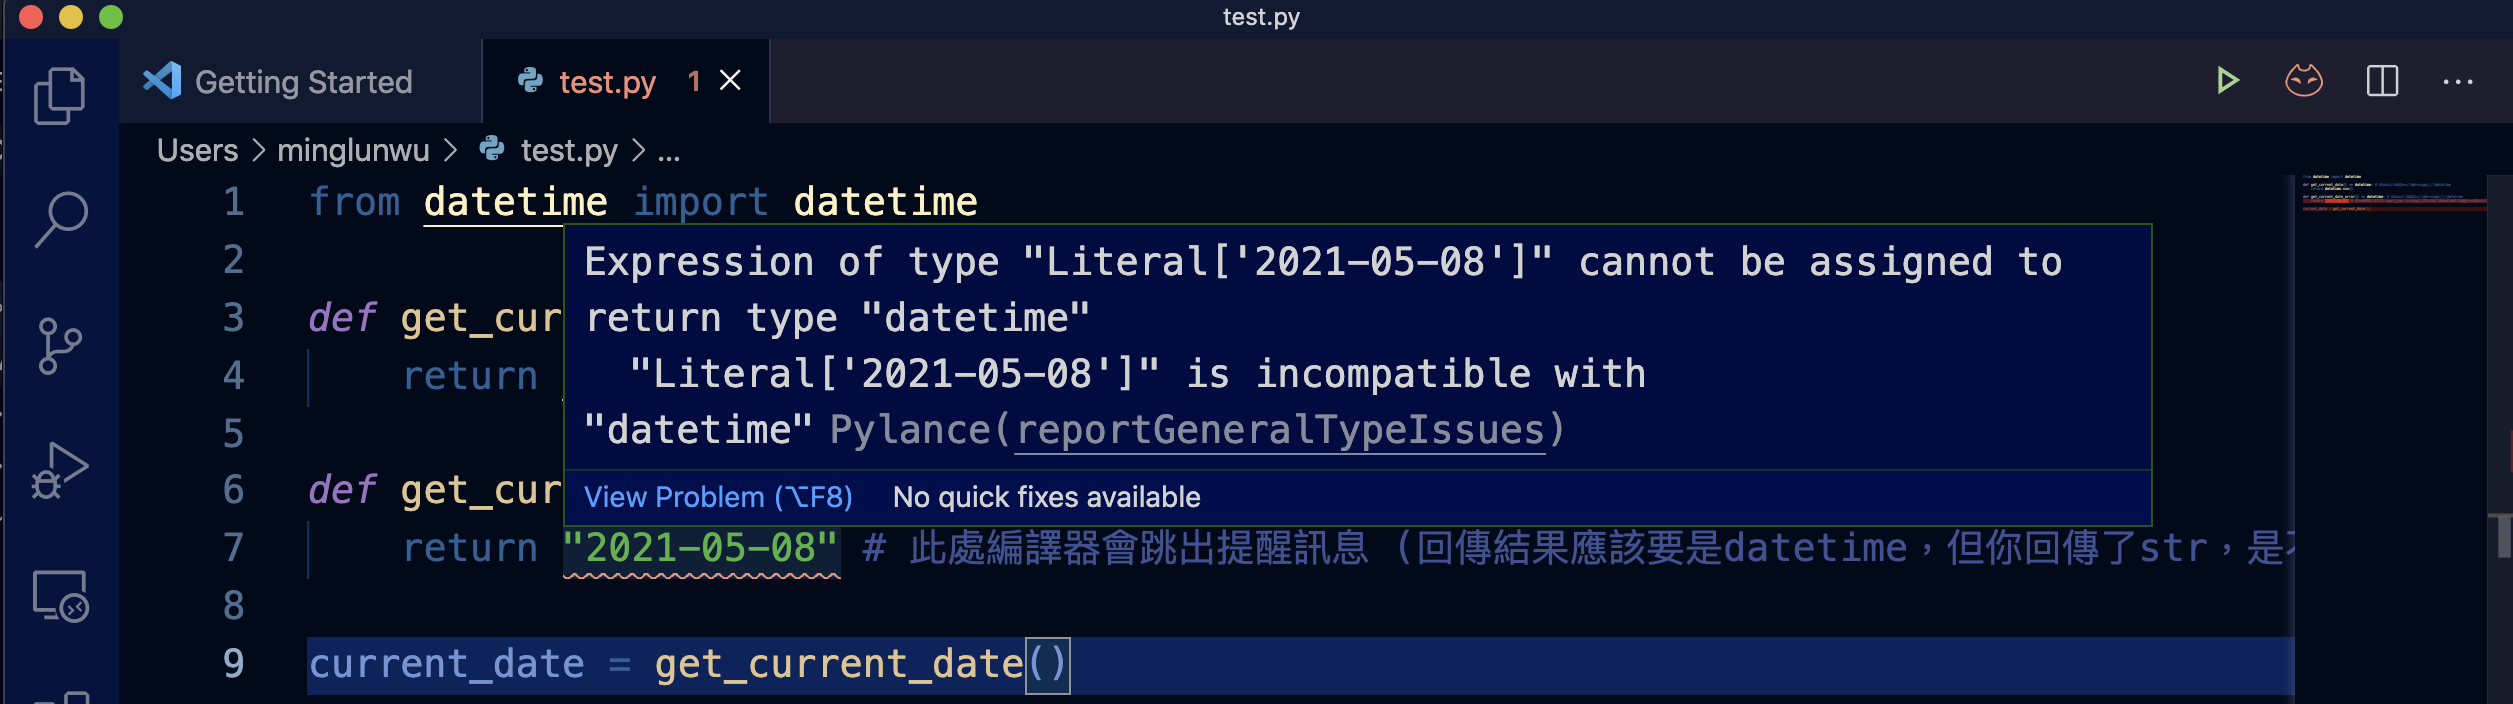 test.py
Getting Started
test.py 1
Users > minglunwu > test.py > ...
1 from datetime import datetime
2
Expression of type "Literal['2021-05-08']" cannot be assigned to
return type "datetime"
"Literal['2021-05-08']" is incompatible with
"datetime" Pylance(reportGeneralTypeIssues)
View Problem (⌥F8) No quick fixes available
3 def get_cur
4 return
5
6 def get_cur
7 return "2021-05-08" # 此處編譯器會跳出提醒訊息 (回傳結果應該要是datetime，但你回傳了str，是
8
9 current_date = get_current_date()